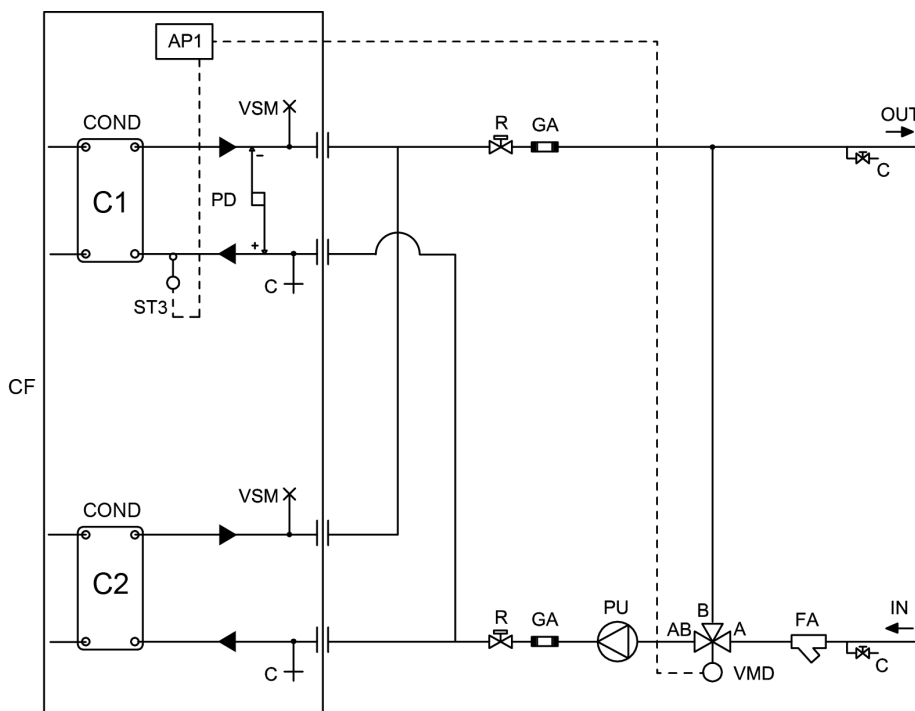 AP1
VSM
COND
R
GA
OUT
C
C1
PD
-
+
C
ST3
CF
VSM
COND
C2
C
R
GA
PU
B
AB
A
FA
IN
VMD
C